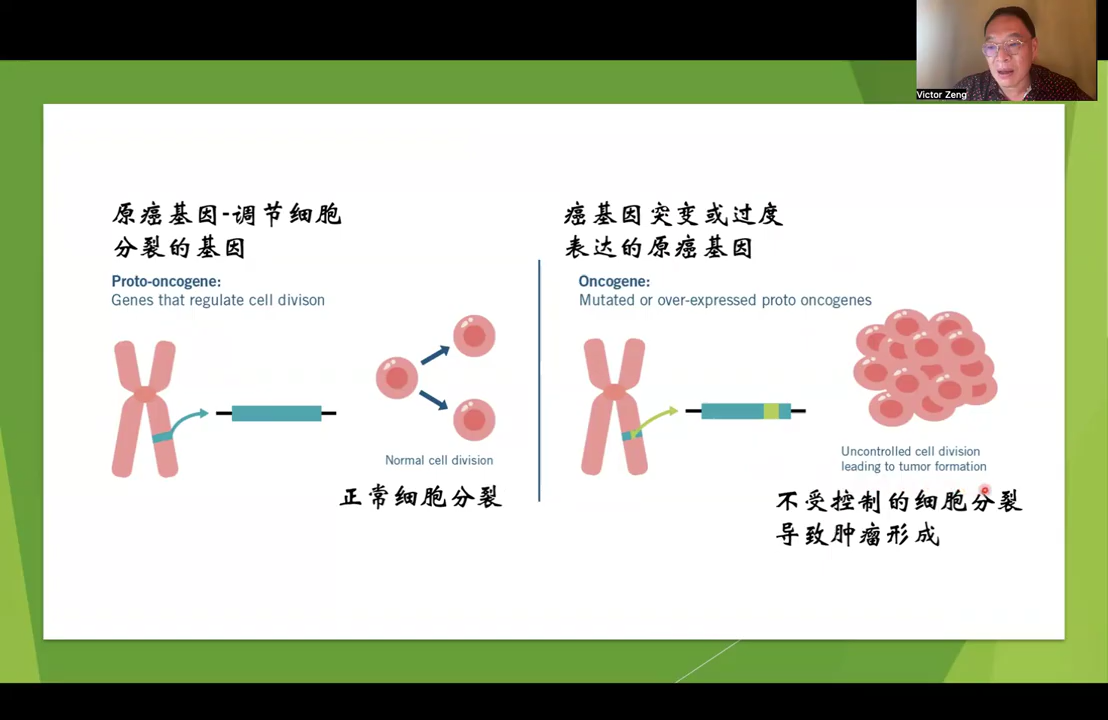 Victor Zeng
原癌基因-调节细胞
分裂的基因
Proto-oncogene:
Genes that regulate cell divison
Normal cell division
正常细胞分裂
癌基因突变或过度
表达的原癌基因
Oncogene:
Mutated or over-expressed proto oncogenes
Uncontrolled cell division
leading to tumor formation
不受控制的细胞分裂
导致肿瘤形成